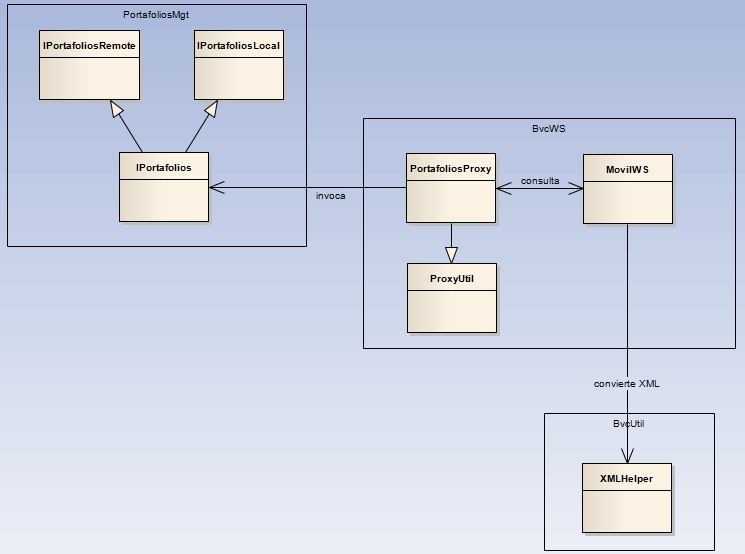 PortafoliosMgt
IPortafoliosRemote
IPortafoliosLocal
IPortafolios
BvcWS
PortafoliosProxy
MovilWS
consulta
invoca
ProxyUtil
convierte XML
BvcUtil
XMLHelper